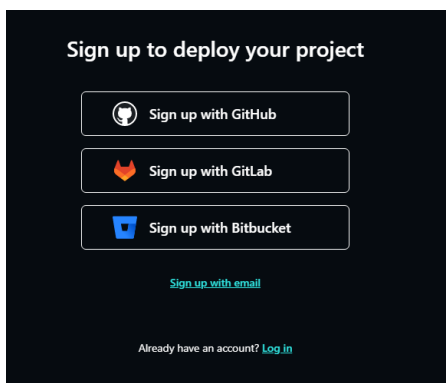 Sign up to deploy your project
Sign up with GitHub
Sign up with GitLab
Sign up with Bitbucket
Sign up with email
Already have an account? Log in